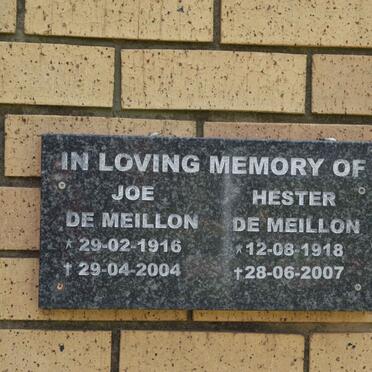 IN LOVING MEMORY OF
JOE
DE MEILLON
* 29-02-1916
† 29-04-2004
HESTER
DE MEILLON
* 12-08-1918
† 28-06-2007